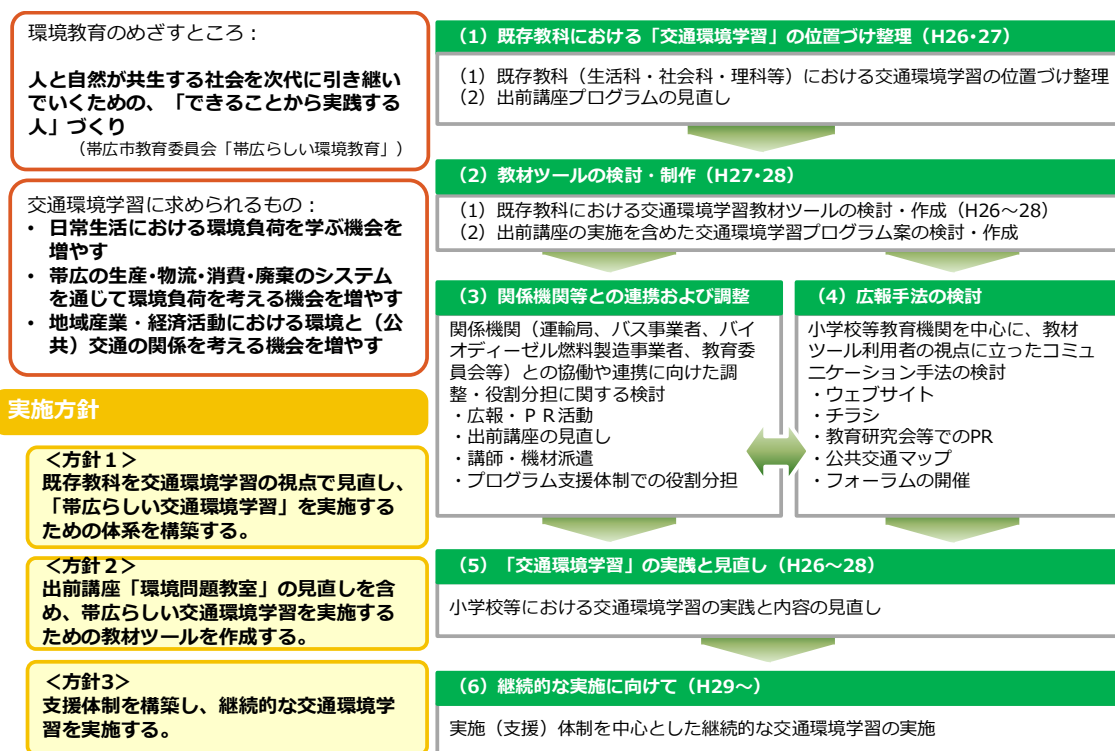 環境教育のめざすところ：
人と自然が共生する社会を次代に引き継い
でいくための、「できることから実践する
人」づくり
（帯広市教育委員会「帯広らしい環境教育」）
交通環境学習に求められるもの：
• 日常生活における環境負荷を学ぶ機会を
増やす
• 帯広の生産･物流･消費･廃棄のシステム
を通じて環境負荷を考える機会を増やす
• 地域産業・経済活動における環境と（公
共）交通の関係を考える機会を増やす
実施方針
＜方針１＞
既存教科を交通環境学習の視点で見直し、
「帯広らしい交通環境学習」を実施する
ための体系を構築する。
＜方針２＞
出前講座「環境問題教室」の見直しを含
め、帯広らしい交通環境学習を実施する
ための教材ツールを作成する。
＜方針3＞
支援体制を構築し、継続的な交通環境学
習を実施する。
（1）既存教科における「交通環境学習」の位置づけ整理（H26･27）
（1）既存教科（生活科・社会科・理科等）における交通環境学習の位置づけ整理
（2）出前講座プログラムの見直し
（2）教材ツールの検討・制作（H27･28）
（1）既存教科における交通環境学習教材ツールの検討・作成（H26～28）
（2）出前講座の実施を含めた交通環境学習プログラム案の検討・作成
（3）関係機関等との連携および調整
関係機関（運輸局、バス事業者、バイ
オディーゼル燃料製造事業者、教育委
員会等）との協働や連携に向けた調
整・役割分担に関する検討
・広報・ＰＲ活動
・出前講座の見直し
・講師・機材派遣
・プログラム支援体制での役割分担
（4）広報手法の検討
小学校等教育機関を中心に、教材
ツール利用者の視点に立ったコミュ
ニケーション手法の検討
・ウェブサイト
・チラシ
・教育研究会等でのPR
・公共交通マップ
・フォーラムの開催
（5）「交通環境学習」の実践と見直し（H26～28）
小学校等における交通環境学習の実践と内容の見直し
（6）継続的な実施に向けて（H29～）
実施（支援）体制を中心とした継続的な交通環境学習の実施